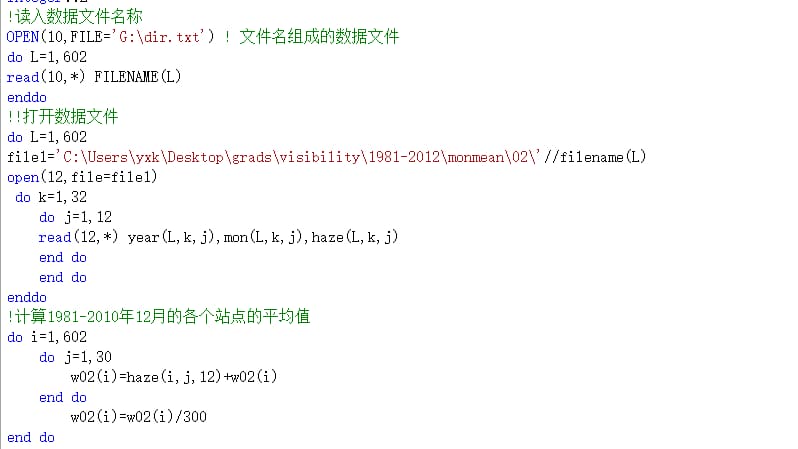 !读入数据文件名称
OPEN(10,FILE='G:\dir.txt') ! 文件名组成的数据文件
do L=1,602
read(10,*) FILENAME(L)
enddo
!!打开数据文件
do L=1,602
file1='C:\Users\yxk\Desktop\grads\visibility\1981-2012\monmean\02\'//filename(L)
open(12,file=file1)
do k=1,32
do j=1,12
read(12,*) year(L,k,j),mon(L,k,j),haze(L,k,j)
end do
end do
enddo
!计算1981-2010年12月的各个站点的平均值
do i=1,602
do j=1,30
w02(i)=haze(i,j,12)+w02(i)
end do
w02(i)=w02(i)/300
end do